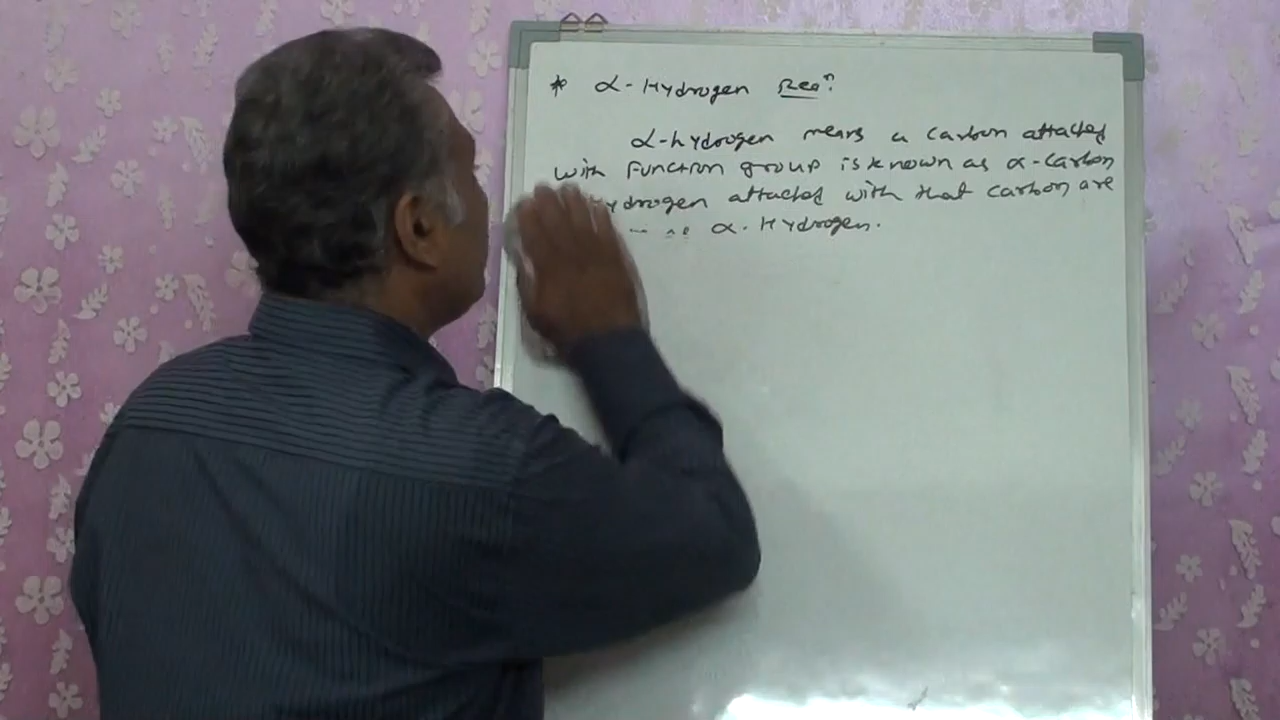 * α-Hydrogen Reaⁿ:
α-hydrogen means a carbon attached
with Function group is known as α-carbon
hydrogen attached with that carbon are
α-Hydrogen.